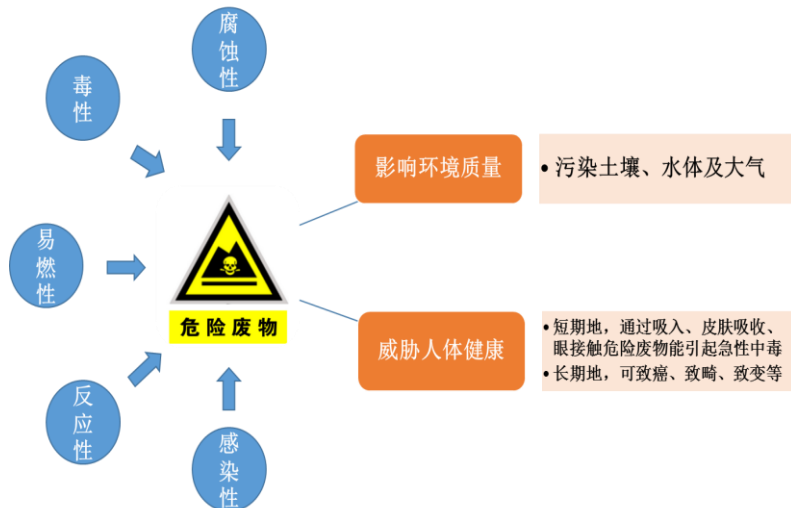 腐蚀性
毒性
易燃性
反应性
感染性
危险废物
影响环境质量
• 污染土壤、水体及大气
威胁人体健康
• 短期地，通过吸入、皮肤吸收、
眼接触危险废物能引起急性中毒
• 长期地，可致癌、致畸、致变等